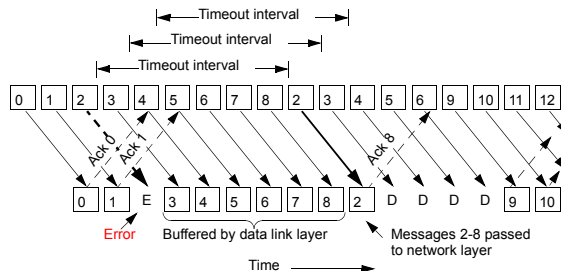 Timeout interval
Timeout interval
Timeout interval
0 1 2 3 4 5 6 7 8 2 3 4 5 6 9 10 11 12
Ack 0
Ack 1
Ack 8
0 1 E 3 4 5 6 7 8 2 D D D D 9 10
Error
Buffered by data link layer
Messages 2-8 passed
to network layer
Time